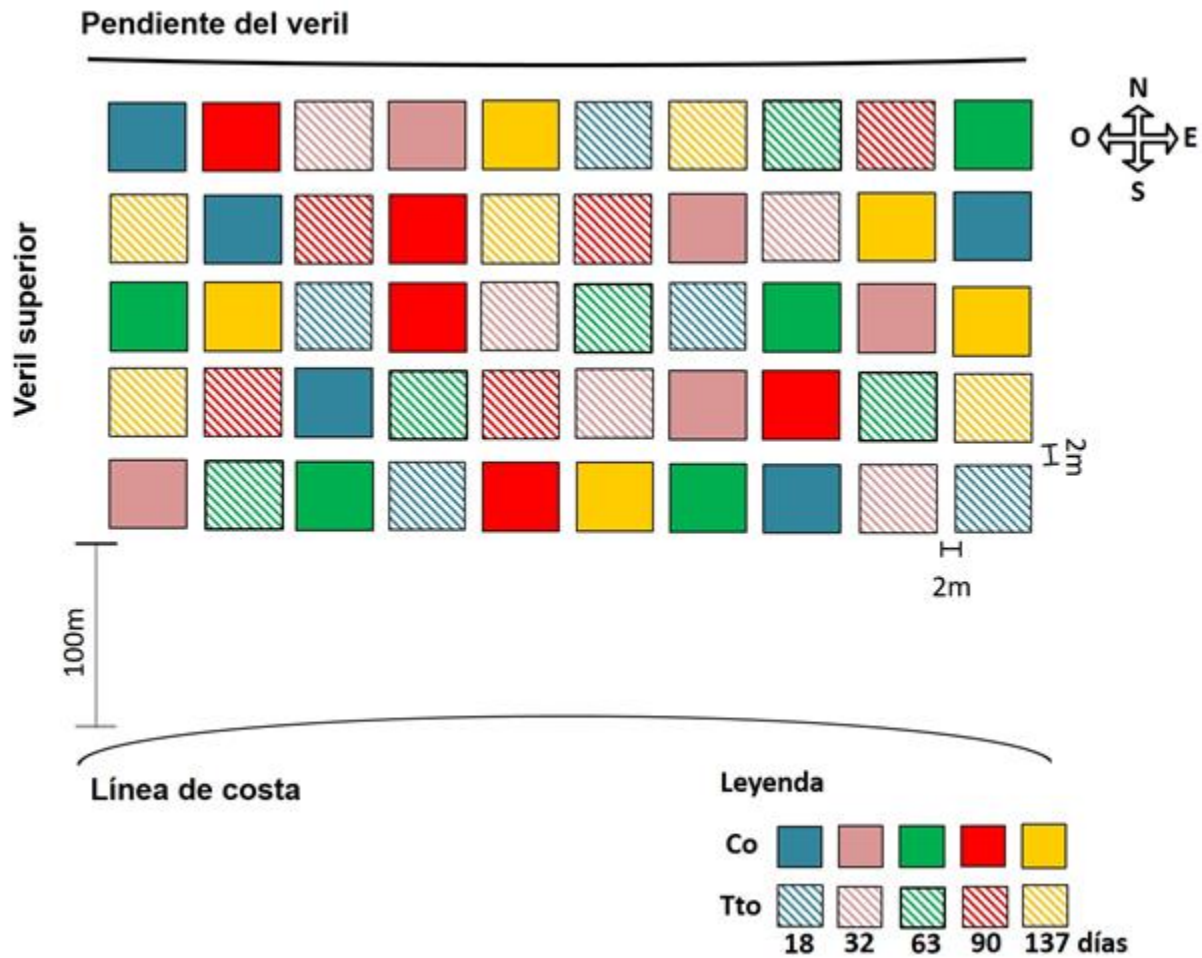 Pendiente del veril
N
O E
S
Veril superior
2m
2m
100m
Línea de costa
Leyenda
Co
Tto
18 32 63 90 137 días